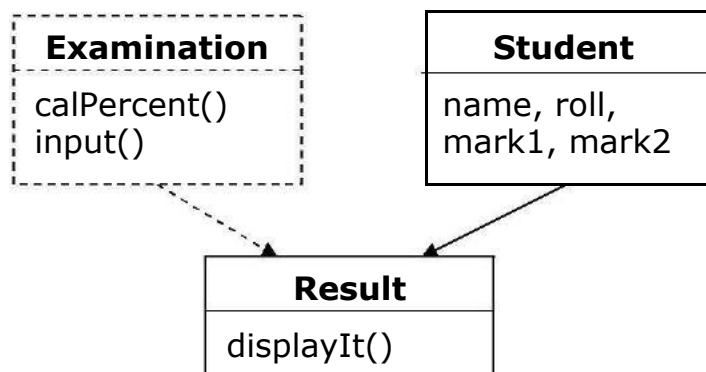 Examination
calPercent()
input()
Student
name, roll,
mark1, mark2
Result
displayIt()